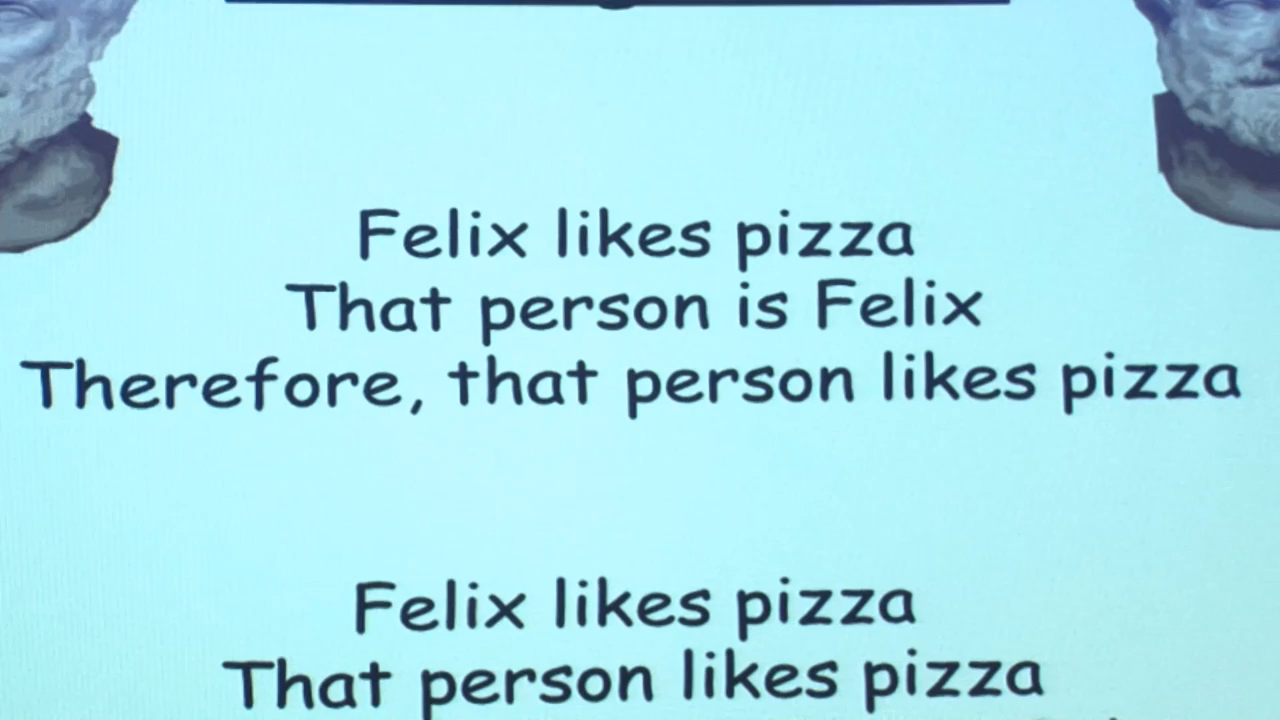 Felix likes pizza
That person is Felix
Therefore, that person likes pizza
Felix likes pizza
That person likes pizza